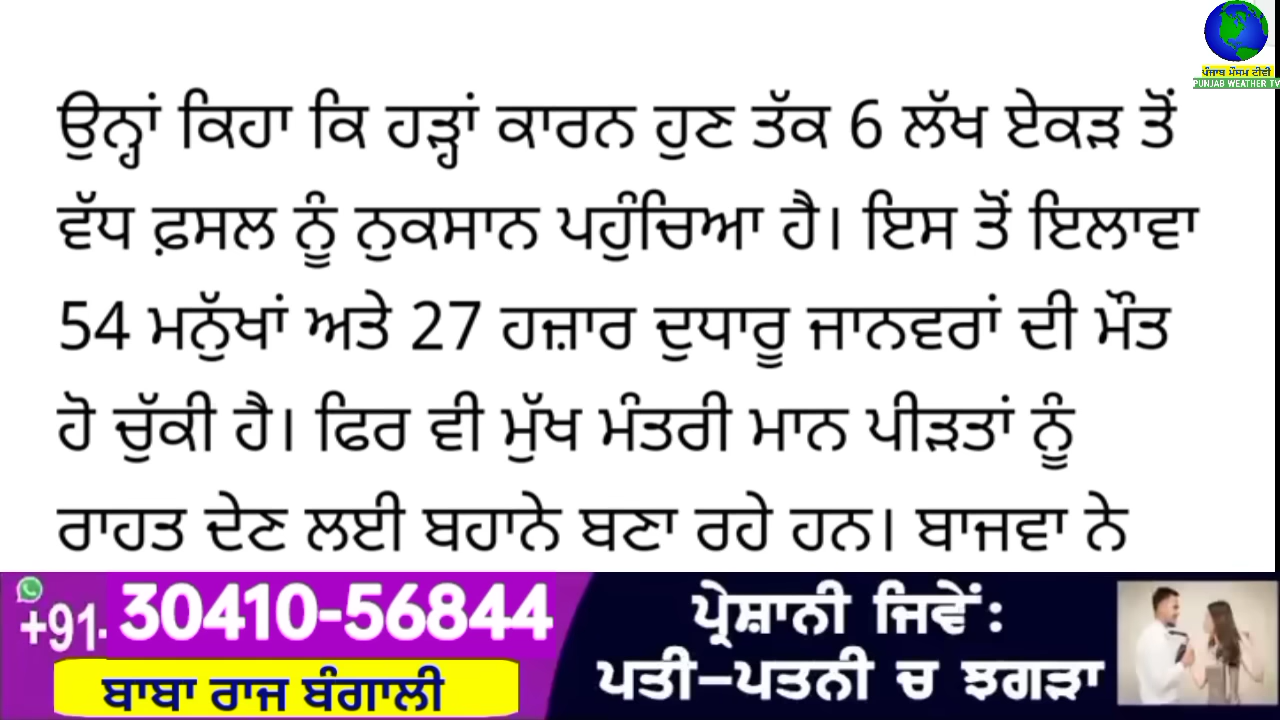 ਪੰਜਾਬ ਮੌਸਮ ਟੀਵੀ
PUNJAB WEATHER TV
ਉਨ੍ਹਾਂ ਕਿਹਾ ਕਿ ਹੜ੍ਹਾਂ ਕਾਰਨ ਹੁਣ ਤੱਕ 6 ਲੱਖ ਏਕੜ ਤੋਂ
ਵੱਧ ਫ਼ਸਲ ਨੂੰ ਨੁਕਸਾਨ ਪਹੁੰਚਿਆ ਹੈ। ਇਸ ਤੋਂ ਇਲਾਵਾ
54 ਮਨੁੱਖਾਂ ਅਤੇ 27 ਹਜ਼ਾਰ ਦੁਧਾਰੂ ਜਾਨਵਰਾਂ ਦੀ ਮੌਤ
ਹੋ ਚੁੱਕੀ ਹੈ। ਫਿਰ ਵੀ ਮੁੱਖ ਮੰਤਰੀ ਮਾਨ ਪੀੜਤਾਂ ਨੂੰ
ਰਾਹਤ ਦੇਣ ਲਈ ਬਹਾਨੇ ਬਣਾ ਰਹੇ ਹਨ। ਬਾਜਵਾ ਨੇ
+91- 30410-56844
ਬਾਬਾ ਰਾਜ ਬੰਗਾਲੀ
ਪ੍ਰੇਸ਼ਾਨੀ ਜਿਵੇਂ:
ਪਤੀ-ਪਤਨੀ ਚ ਝਗੜਾ